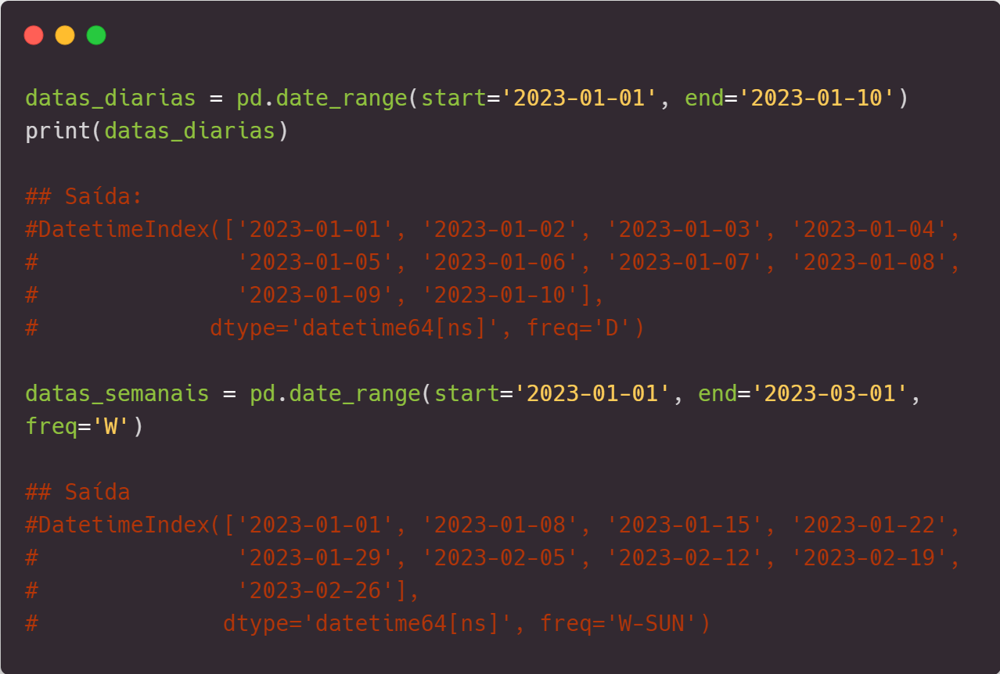 datas_diarias = pd.date_range(start='2023-01-01', end='2023-01-10')
print(datas_diarias)
## Saída:
#DatetimeIndex(['2023-01-01', '2023-01-02', '2023-01-03', '2023-01-04',
#               '2023-01-05', '2023-01-06', '2023-01-07', '2023-01-08',
#               '2023-01-09', '2023-01-10'],
#             dtype='datetime64[ns]', freq='D')
datas_semanais = pd.date_range(start='2023-01-01', end='2023-03-01',
freq='W')
## Saída
#DatetimeIndex(['2023-01-01', '2023-01-08', '2023-01-15', '2023-01-22',
#               '2023-01-29', '2023-02-05', '2023-02-12', '2023-02-19',
#               '2023-02-26'],
#              dtype='datetime64[ns]', freq='W-SUN')